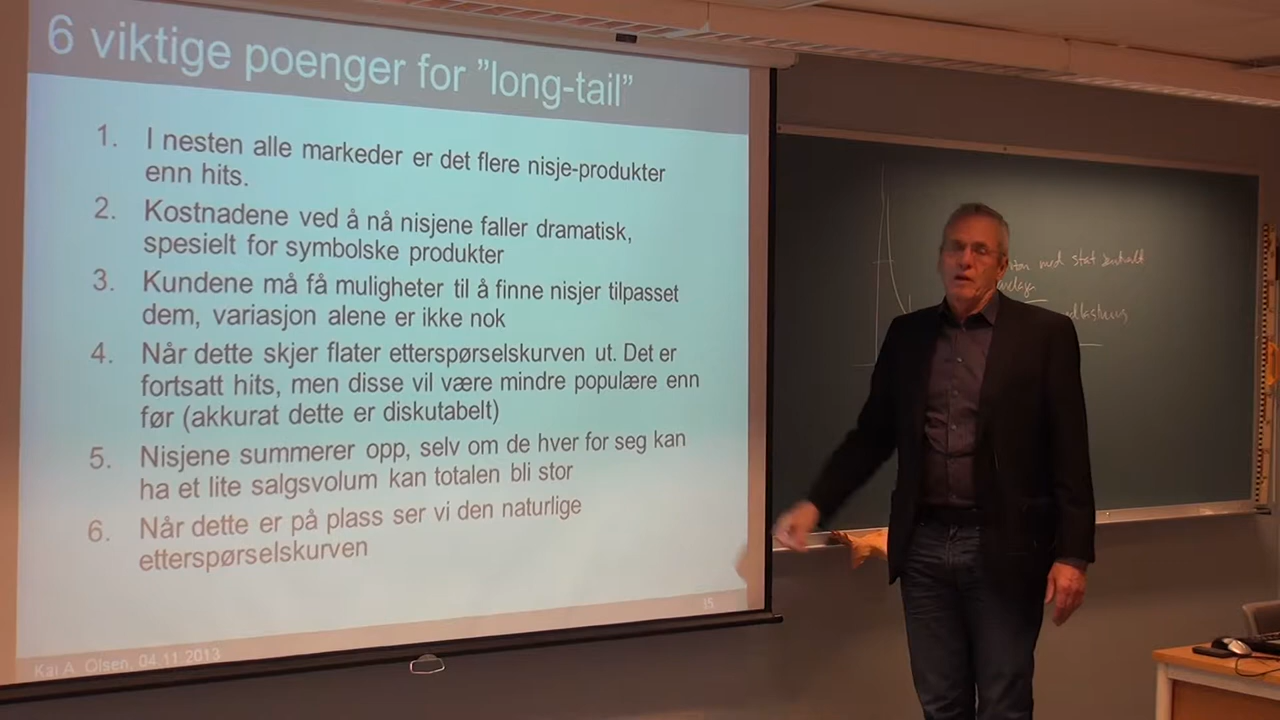 6 viktige poenger for "long-tail"
1. I nesten alle markeder er det flere nisje-produkter
enn hits.
2. Kostnadene ved å nå nisjene faller dramatisk,
spesielt for symbolske produkter
3. Kundene må få muligheter til å finne nisjer tilpasset
dem, variasjon alene er ikke nok
4. Når dette skjer flater etterspørselskurven ut. Det er
fortsatt hits, men disse vil være mindre populære enn
før (akkurat dette er diskutabelt)
5. Nisjene summerer opp, selv om de hver for seg kan
ha et lite salgsvolum kan totalen bli stor
6. Når dette er på plass ser vi den naturlige
etterspørselskurven
15
Kai A. Olsen, 04.11.2013
med stat